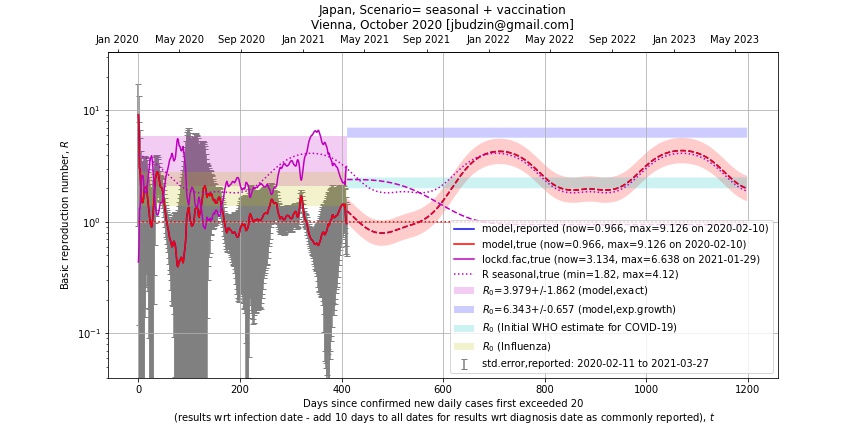 Japan, Scenario= seasonal + vaccination
Vienna, October 2020 [jbudzin@gmail.com]
Jan 2020 May 2020 Sep 2020 Jan 2021 May 2021 Sep 2021 Jan 2022 May 2022 Sep 2022 Jan 2023 May 2023
Basic reproduction number, R
10¹
10⁰
10⁻¹
model,reported (now=0.966, max=9.126 on 2020-02-10)
model,true (now=0.966, max=9.126 on 2020-02-10)
lockd.fac,true (now=3.134, max=6.638 on 2021-01-29)
R seasonal,true (min=1.82, max=4.12)
R₀=3.979+/-1.862 (model,exact)
R₀=6.343+/-0.657 (model,exp.growth)
R₀ (Initial WHO estimate for COVID-19)
R₀ (Influenza)
std.error,reported: 2020-02-11 to 2021-03-27
0 200 400 600 800 1000 1200
Days since confirmed new daily cases first exceeded 20
(results wrt infection date - add 10 days to all dates for results wrt diagnosis date as commonly reported), t